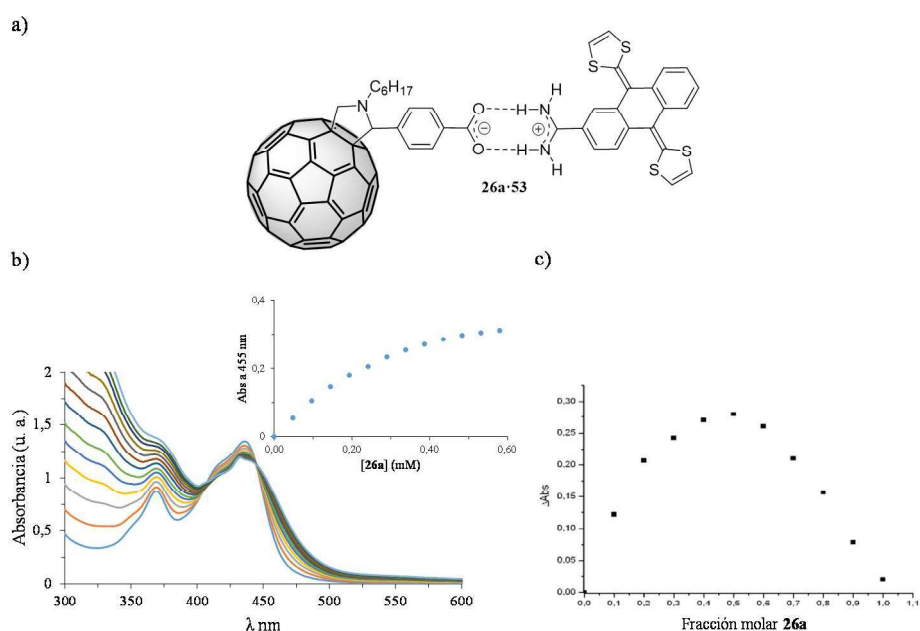 a)
C₆H₁₇
N
O
O
−
H
H-N
+
H-N
H
S
S
S
S
26a·53
b)
0,4
0,2
0
0,00
0,20
0,40
0,60
Abs a 455 nm
[26a] (mM)
2
1,5
1
0,5
0
300
350
400
450
500
550
600
Absorbancia (u. a.)
λ nm
c)
0,30
0,25
0,20
0,15
0,10
0,05
0,00
0,0
0,1
0,2
0,3
0,4
0,5
0,6
0,7
0,8
0,9
1,0
1,1
ΔAbs
Fracción molar 26a